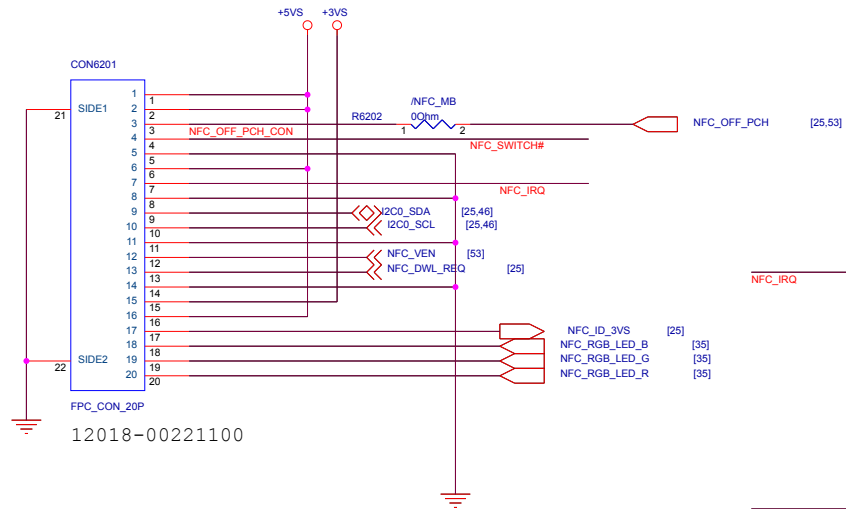 +5VS +3VS
CON6201
/NFC_MB
R6202 0Ohm
1 2
NFC_OFF_PCH [25,53]
21 SIDE1
1 1
2 2
3 3 NFC_OFF_PCH_CON
4 4 NFC_SWITCH#
5 5
6 6
7 7 NFC_IRQ
8 8
9 9 I2C0_SDA [25,46]
10 10 I2C0_SCL [25,46]
11 11
12 12 NFC_VEN [53]
13 13 NFC_DWL_REQ [25]
14 14
15 15
16 16
17 17 NFC_ID_3VS [25]
18 18 NFC_RGB_LED_B [35]
22 SIDE2 19 19 NFC_RGB_LED_G [35]
20 20 NFC_RGB_LED_R [35]
NFC_IRQ
FPC_CON_20P
12018-00221100